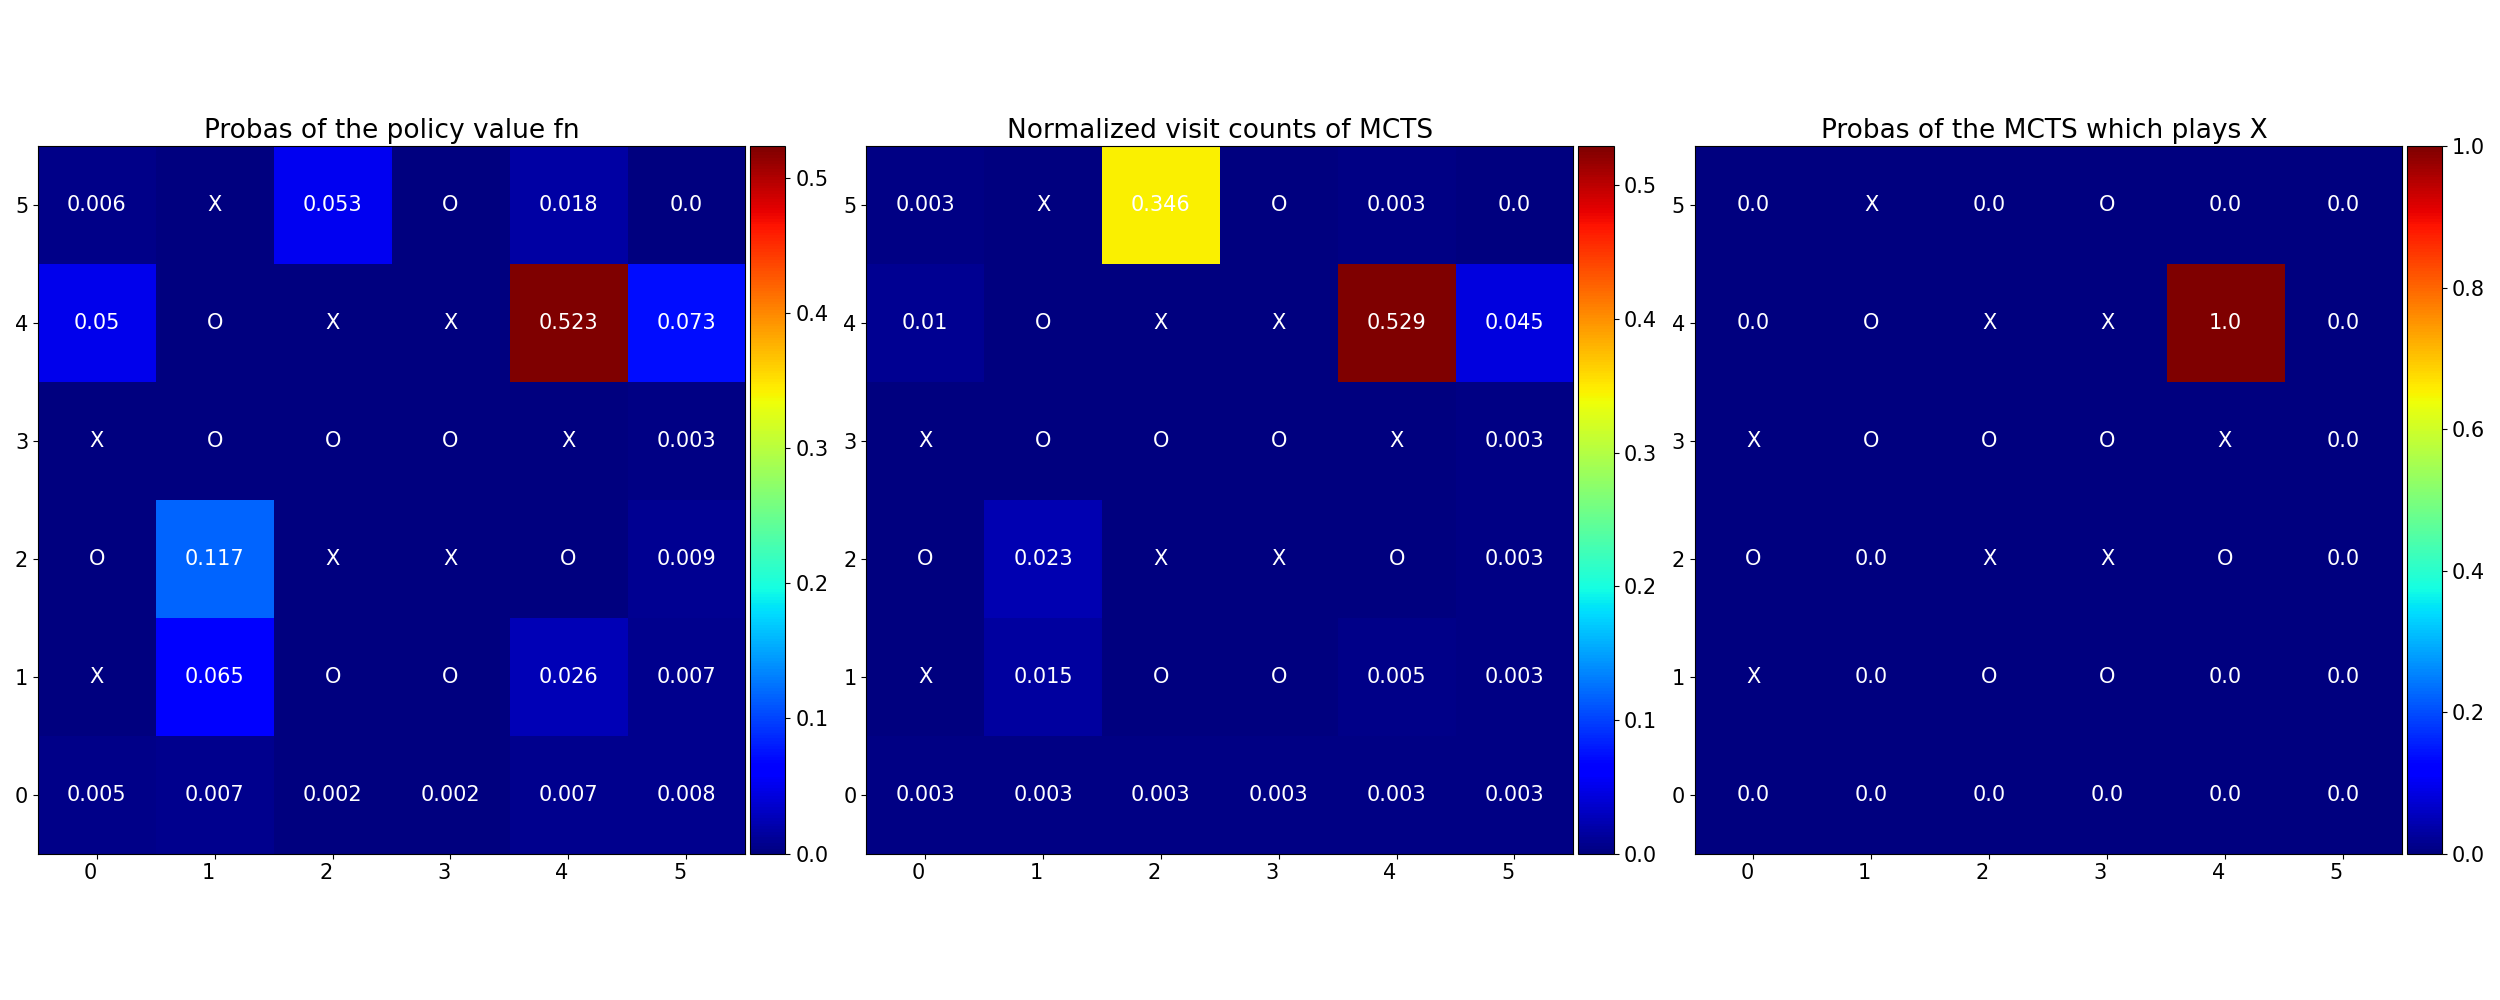 Probas of the policy value fn
5 0.006 X 0.053 O 0.018 0.0
4 0.05 O X X 0.523 0.073
3 X O O O X 0.003
2 O 0.117 X X O 0.009
1 X 0.065 O O 0.026 0.007
0 0.005 0.007 0.002 0.002 0.007 0.008
0 1 2 3 4 5
0.5
0.4
0.3
0.2
0.1
0.0
Normalized visit counts of MCTS
5 0.003 X 0.346 O 0.003 0.0
4 0.01 O X X 0.529 0.045
3 X O O O X 0.003
2 O 0.023 X X O 0.003
1 X 0.015 O O 0.005 0.003
0 0.003 0.003 0.003 0.003 0.003 0.003
0 1 2 3 4 5
0.5
0.4
0.3
0.2
0.1
0.0
Probas of the MCTS which plays X
5 0.0 X 0.0 O 0.0 0.0
4 0.0 O X X 1.0 0.0
3 X O O O X 0.0
2 O 0.0 X X O 0.0
1 X 0.0 O O 0.0 0.0
0 0.0 0.0 0.0 0.0 0.0 0.0
0 1 2 3 4 5
1.0
0.8
0.6
0.4
0.2
0.0